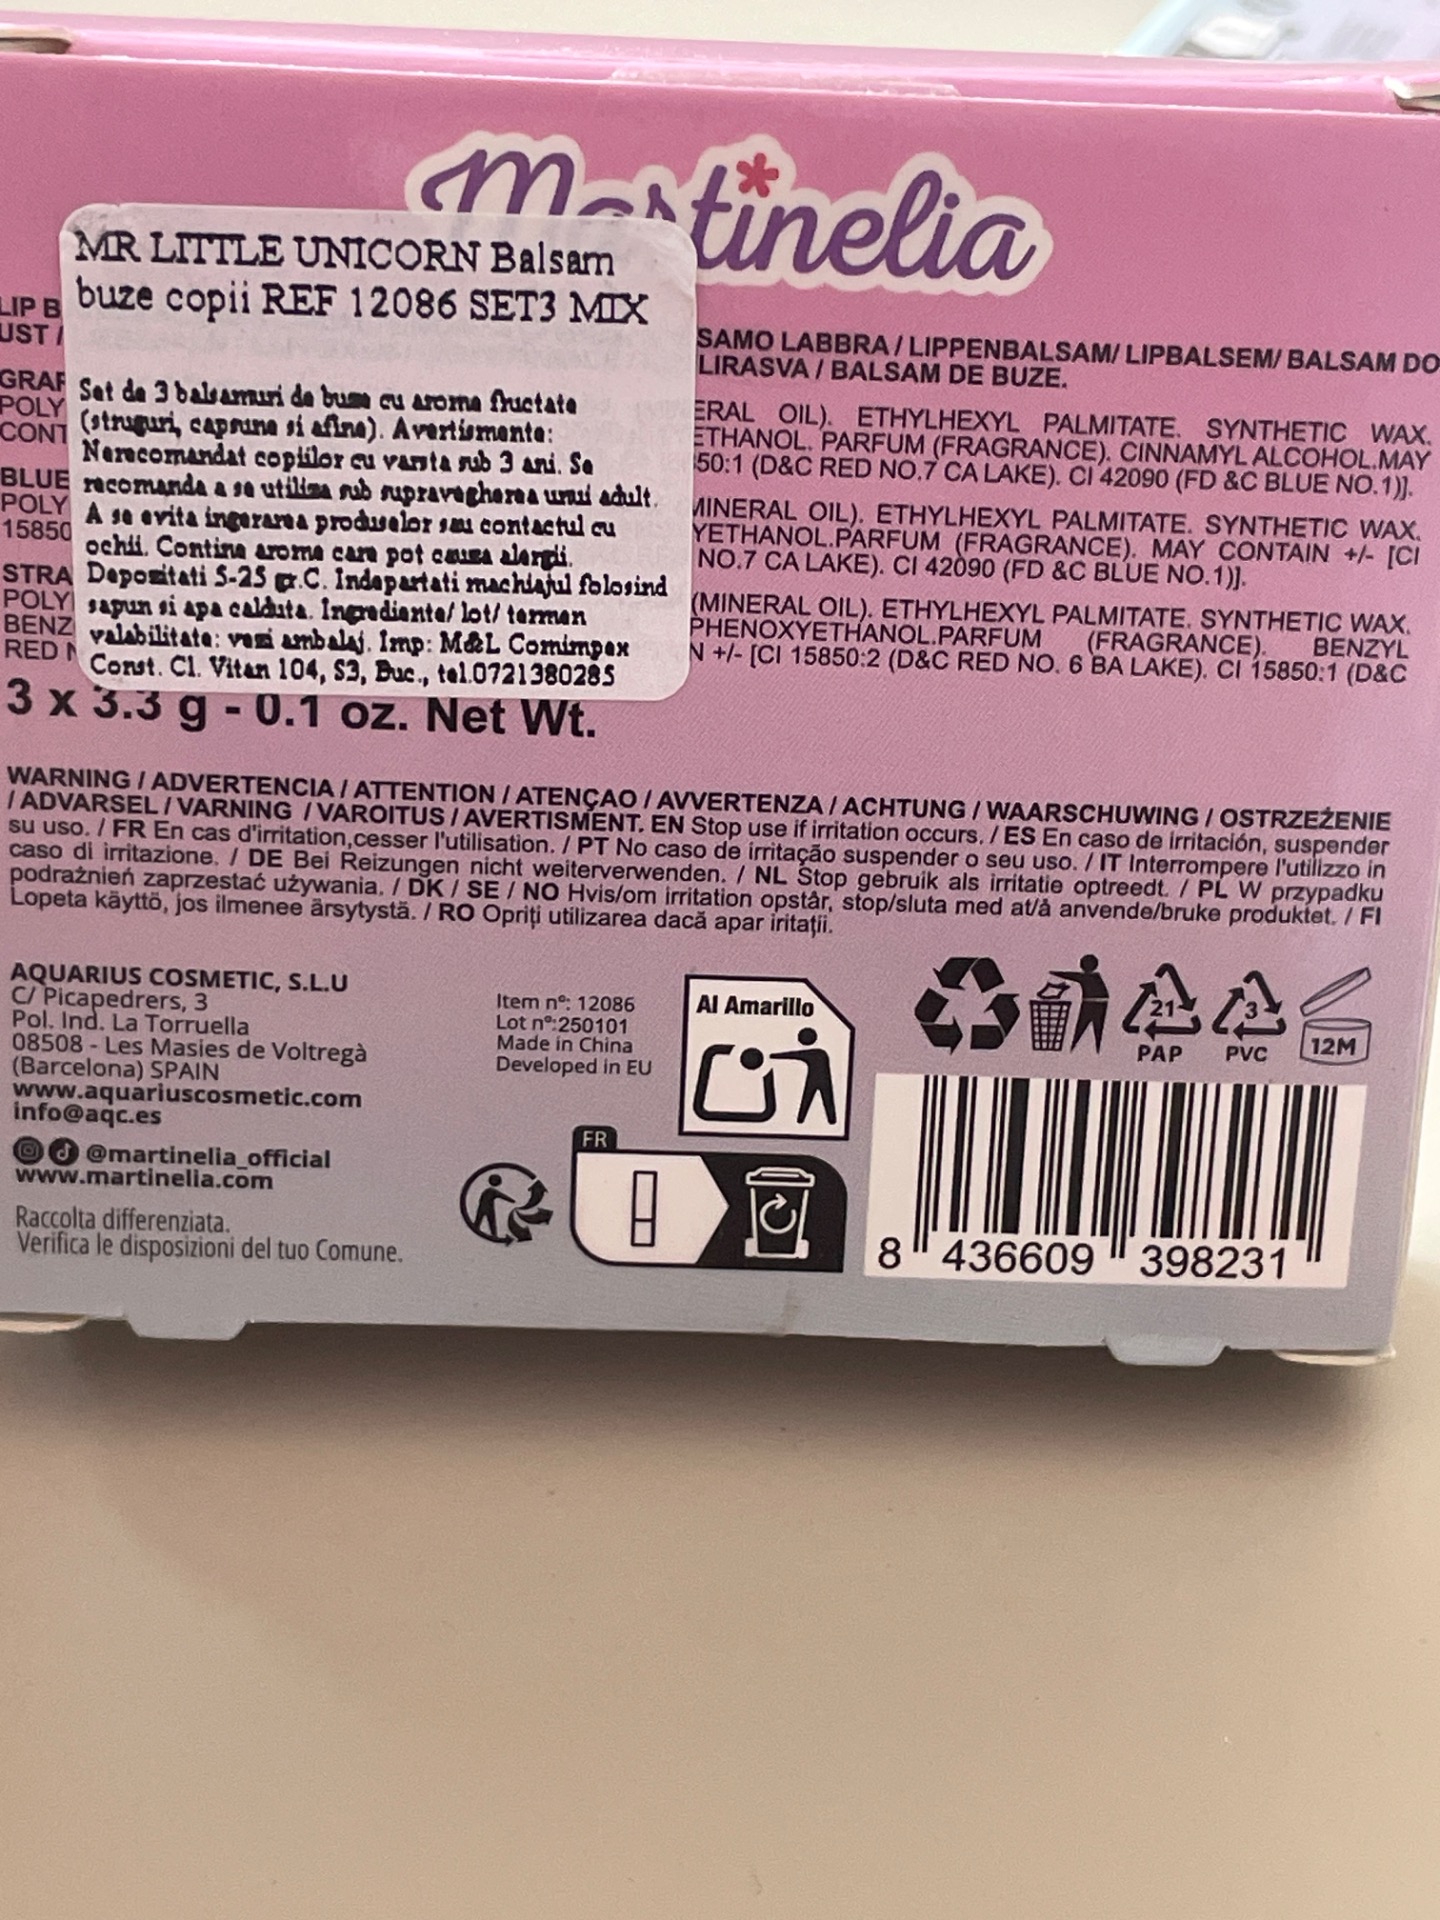 Martinelia
MR LITTLE UNICORN Balsam
buze copii REF 12086 SET3 MIX
Set de 3 balsamuri de buze cu aroma fructate
(struguri, capsune si afine). Avertismente:
Nerecomandat copiilor cu varsta sub 3 ani. Se
recomanda a se utiliza sub supravegherea unui adult.
A se evita ingerarea produselor sau contactul cu
ochii. Contine arome care pot cauza alergii.
Depozitati 5-25 gr.C. Indepartati machiajul folosind
sapun si apa calduta. Ingrediente/ lot/ termen
valabilitate: vezi ambalaj. Imp: M&L Comimpex
Const. Cl. Vitan 104, S3, Buc., tel.0721380285
LIP B
UST /
GRAP
POLY
CONT
BLUE
POLY
15850
STRA
POLY
BENZ
RED N
SAMO LABBRA / LIPPENBALSAM/ LIPBALSEM/ BALSAM DO
LIRASVA / BALSAM DE BUZE.
ERAL OIL). ETHYLHEXYL PALMITATE. SYNTHETIC WAX.
ETHANOL. PARFUM (FRAGRANCE). CINNAMYL ALCOHOL.MAY
50:1 (D&C RED NO.7 CA LAKE). CI 42090 (FD &C BLUE NO.1)].
MINERAL OIL). ETHYLHEXYL PALMITATE. SYNTHETIC WAX.
YETHANOL.PARFUM (FRAGRANCE). MAY CONTAIN +/- [CI
NO.7 CA LAKE). CI 42090 (FD &C BLUE NO.1)].
(MINERAL OIL). ETHYLHEXYL PALMITATE. SYNTHETIC WAX.
PHENOXYETHANOL.PARFUM (FRAGRANCE). BENZYL
N +/- [CI 15850:2 (D&C RED NO. 6 BA LAKE). CI 15850:1 (D&C
3 x 3.3 g - 0.1 oz. Net Wt.
WARNING / ADVERTENCIA / ATTENTION / ATENÇAO / AVVERTENZA / ACHTUNG / WAARSCHUWING / OSTRZEŻENIE
/ ADVARSEL / VARNING / VAROITUS / AVERTISMENT. EN Stop use if irritation occurs. / ES En caso de irritación, suspender
su uso. / FR En cas d'irritation,cesser l'utilisation. / PT No caso de irritação suspender o seu uso. / IT Interrompere l'utilizzo in
caso di irritazione. / DE Bei Reizungen nicht weiterverwenden. / NL Stop gebruik als irritatie optreedt. / PL W przypadku
podrażnień zaprzestać używania. / DK / SE / NO Hvis/om irritation opstår, stop/sluta med at/å anvende/bruke produktet. / FI
Lopeta käyttö, jos ilmenee ärsytystä. / RO Opriți utilizarea dacă apar iritații.
AQUARIUS COSMETIC, S.L.U
C/ Picapedrers, 3
Pol. Ind. La Torruella
08508 - Les Masies de Voltregà
(Barcelona) SPAIN
www.aquariuscosmetic.com
info@aqc.es
@martinelia_official
www.martinelia.com
Raccolta differenziata.
Verifica le disposizioni del tuo Comune.
Item nº: 12086
Lot nº:250101
Made in China
Developed in EU
Al Amarillo
FR
21
PAP
3
PVC
12M
8 436609 398231